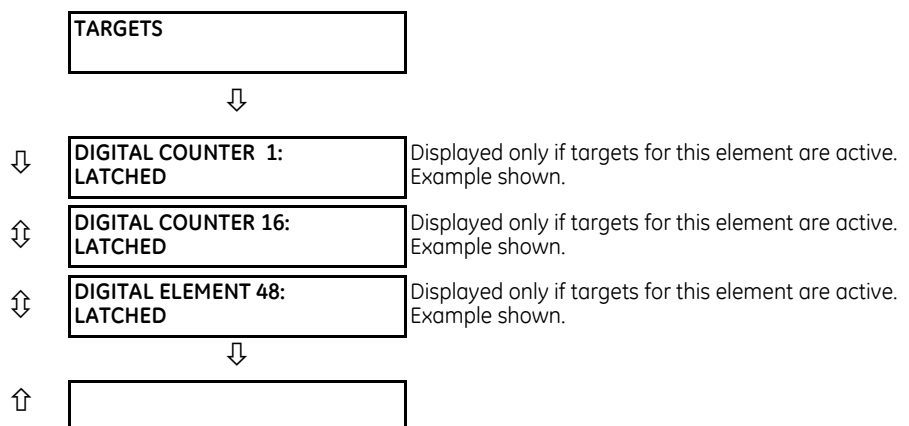 TARGETS
DIGITAL COUNTER 1: Displayed only if targets for this element are active.
LATCHED Example shown.
DIGITAL COUNTER 16: Displayed only if targets for this element are active.
LATCHED Example shown.
DIGITAL ELEMENT 48: Displayed only if targets for this element are active.
LATCHED Example shown.